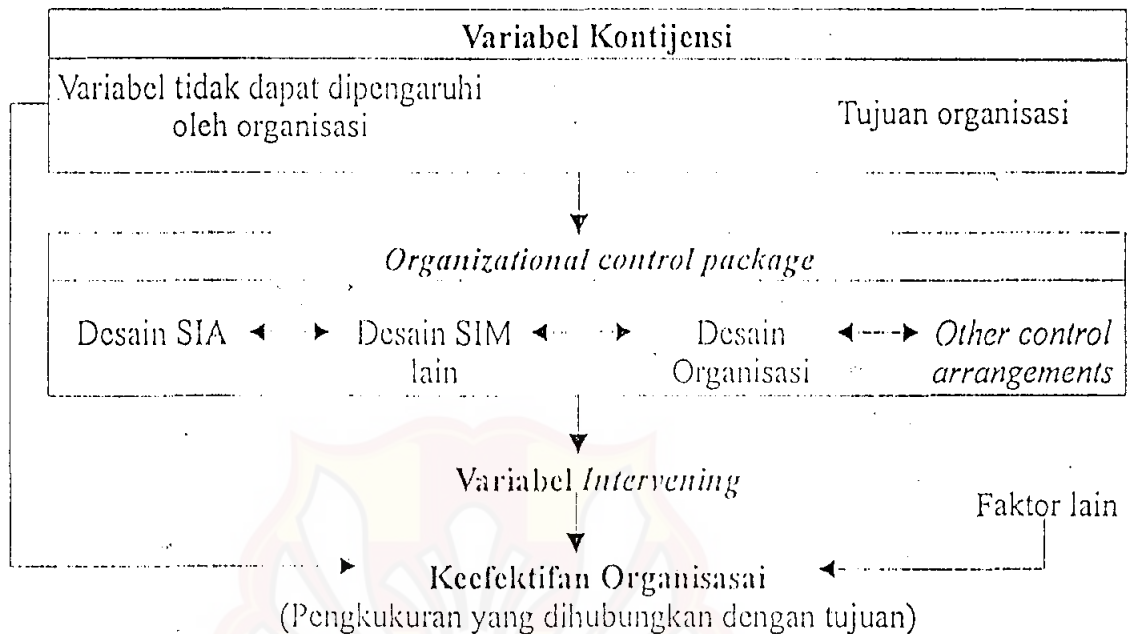 Variabel Kontijensi
Variabel tidak dapat dipengaruhi
oleh organisasi
Tujuan organisasi
Organizational control package
Desain SIA
Desain SIM
lain
Desain
Organisasi
Other control
arrangements
Variabel Intervening
Faktor lain
Keefektifan Organisasai
(Pengkukuran yang dihubungkan dengan tujuan)